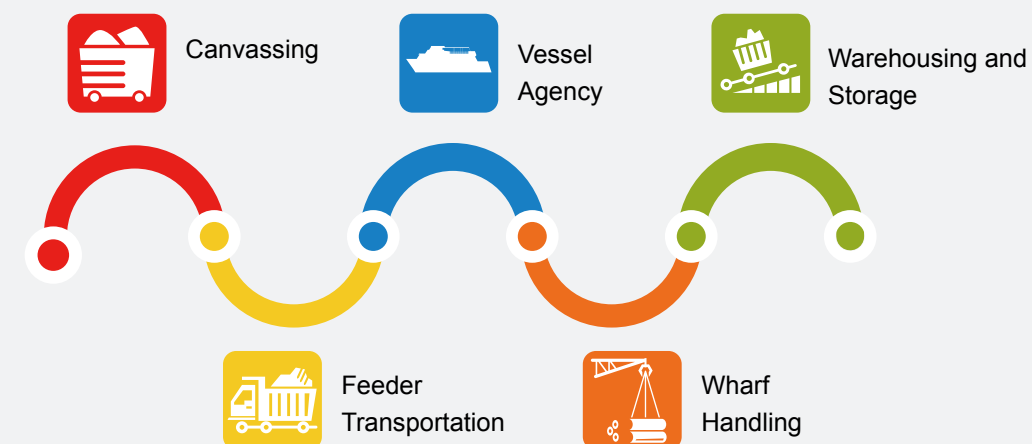 Canvassing
Vessel
Agency
Warehousing and
Storage
Feeder
Transportation
Wharf
Handling